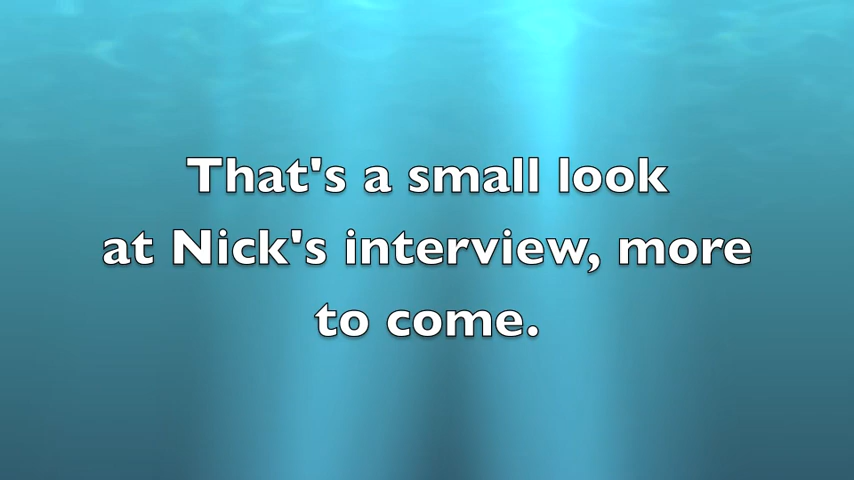 That's a small look
at Nick's interview, more
to come.